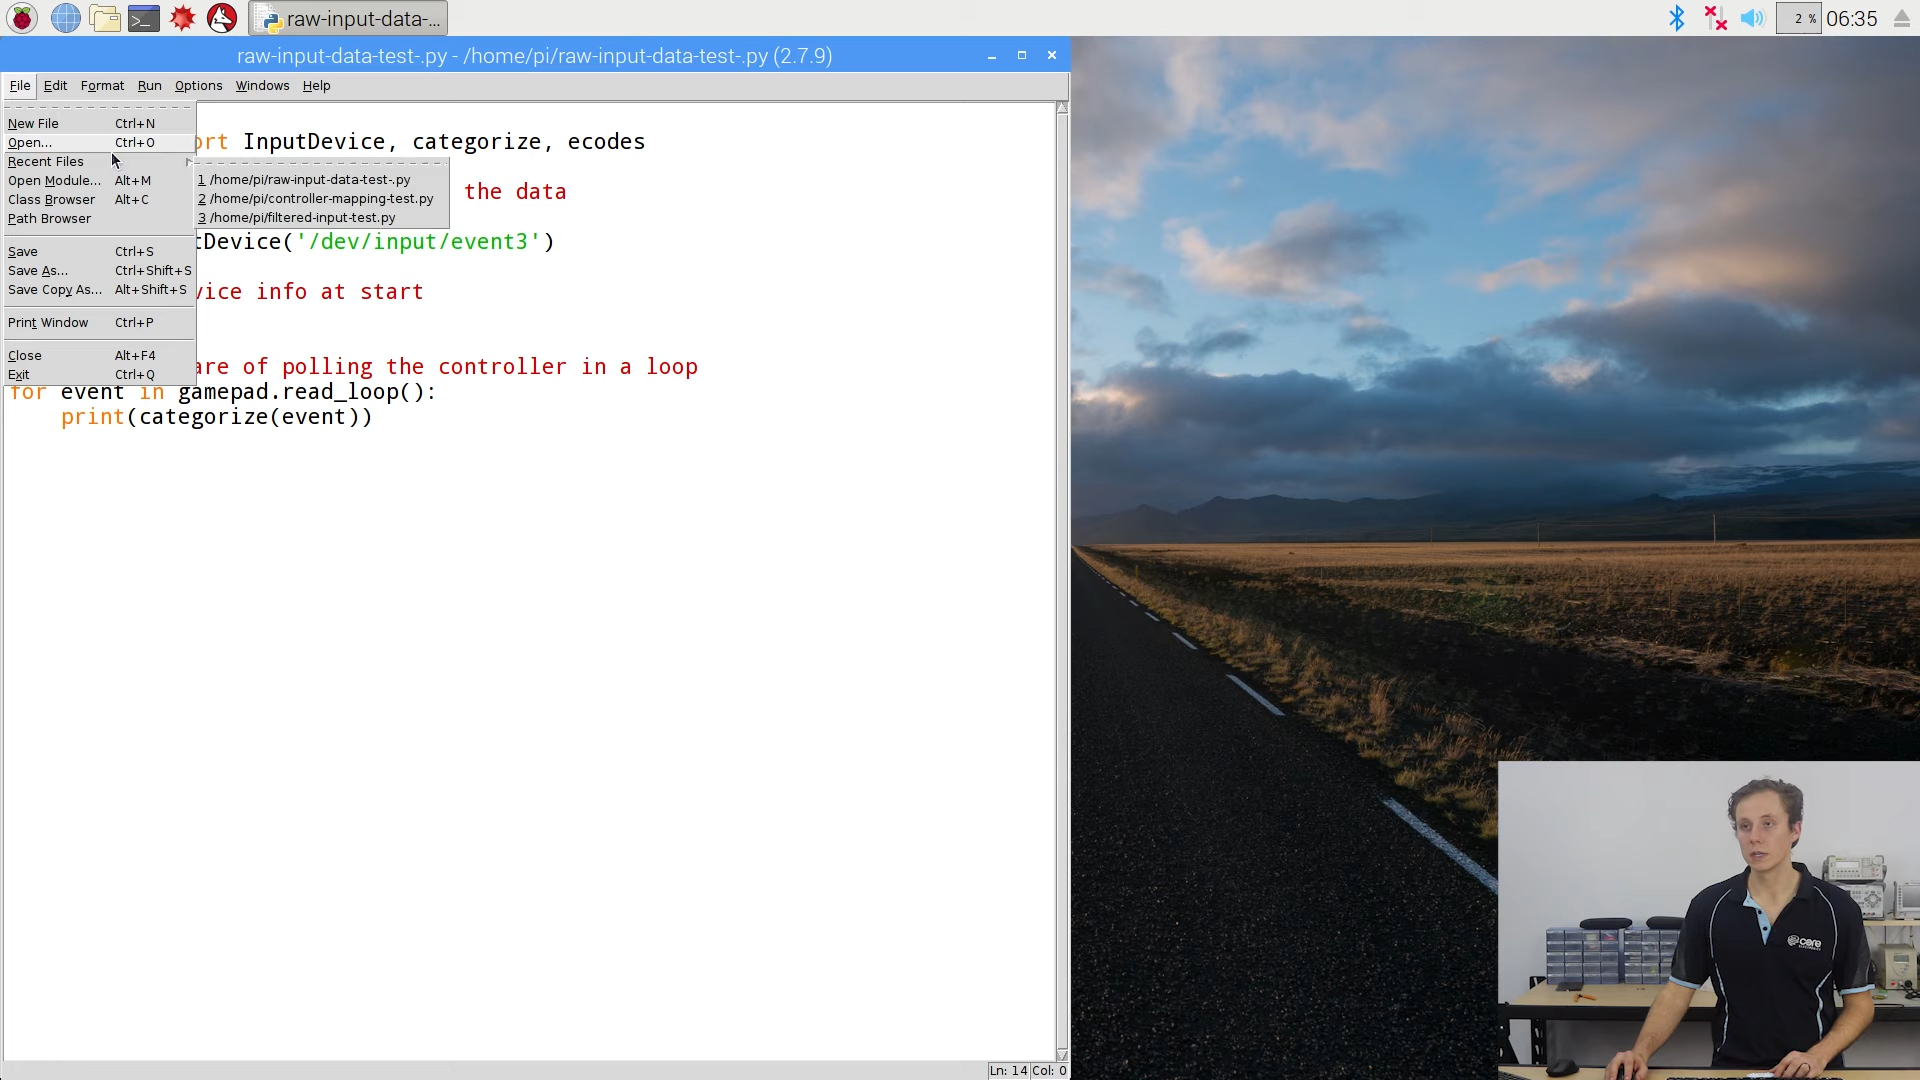 raw-input-data-...
2 %
06:35
raw-input-data-test-.py - /home/pi/raw-input-data-test-.py (2.7.9)
File Edit Format Run Options Windows Help
New File Ctrl+N
Open... Ctrl+O
Recent Files
Open Module... Alt+M
Class Browser Alt+C
Path Browser
Save Ctrl+S
Save As... Ctrl+Shift+S
Save Copy As... Alt+Shift+S
Print Window Ctrl+P
Close Alt+F4
Exit Ctrl+Q
1 /home/pi/raw-input-data-test-.py
2 /home/pi/controller-mapping-test.py
3 /home/pi/filtered-input-test.py
ort InputDevice, categorize, ecodes
the data
tDevice('/dev/input/event3')
vice info at start
are of polling the controller in a loop
for event in gamepad.read_loop():
print(categorize(event))
Ln: 14 Col: 0
core
ELECTRONICS